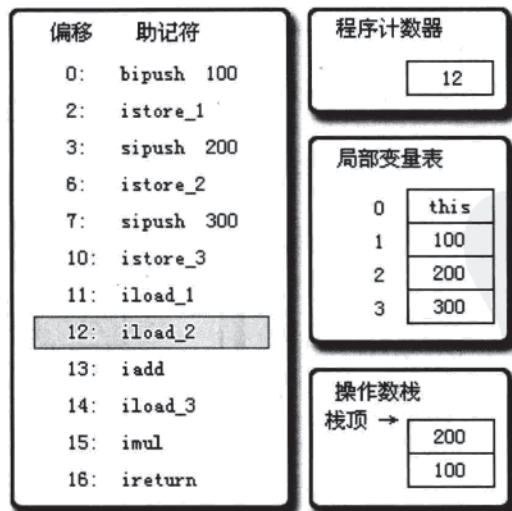 偏移 助记符
0: bipush 100
2: istore_1
3: sipush 200
6: istore_2
7: sipush 300
10: istore_3
11: iload_1
12: iload_2
13: iadd
14: iload_3
15: imul
16: ireturn
程序计数器
12
局部变量表
0 this
1 100
2 200
3 300
操作数栈
栈顶 →
200
100